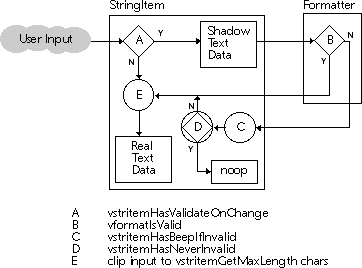 StringItem
Formatter
User Input
A
Y
Shadow
Text
Data
B
N
N
Y
E
N
D
C
Y
Real
Text
Data
noop
A vstritemHasValidateOnChange
B vformatIsValid
C vstritemHasBeepIfInvalid
D vstritemHasNeverInvalid
E clip input to vstritemGetMaxLength chars